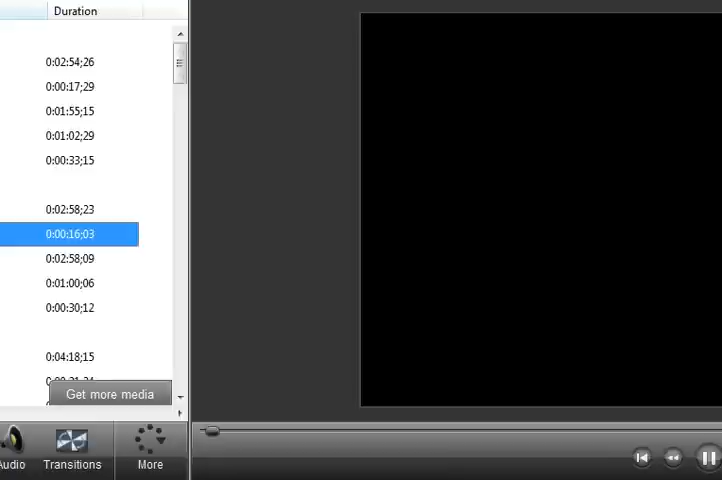 Duration
0:02:54;26
0:00:17;29
0:01:55;15
0:01:02;29
0:00:33;15
0:02:58;23
0:00:16;03
0:02:58;09
0:01:00;06
0:00:30;12
0:04:18;15
Get more media
Audio
Transitions
More